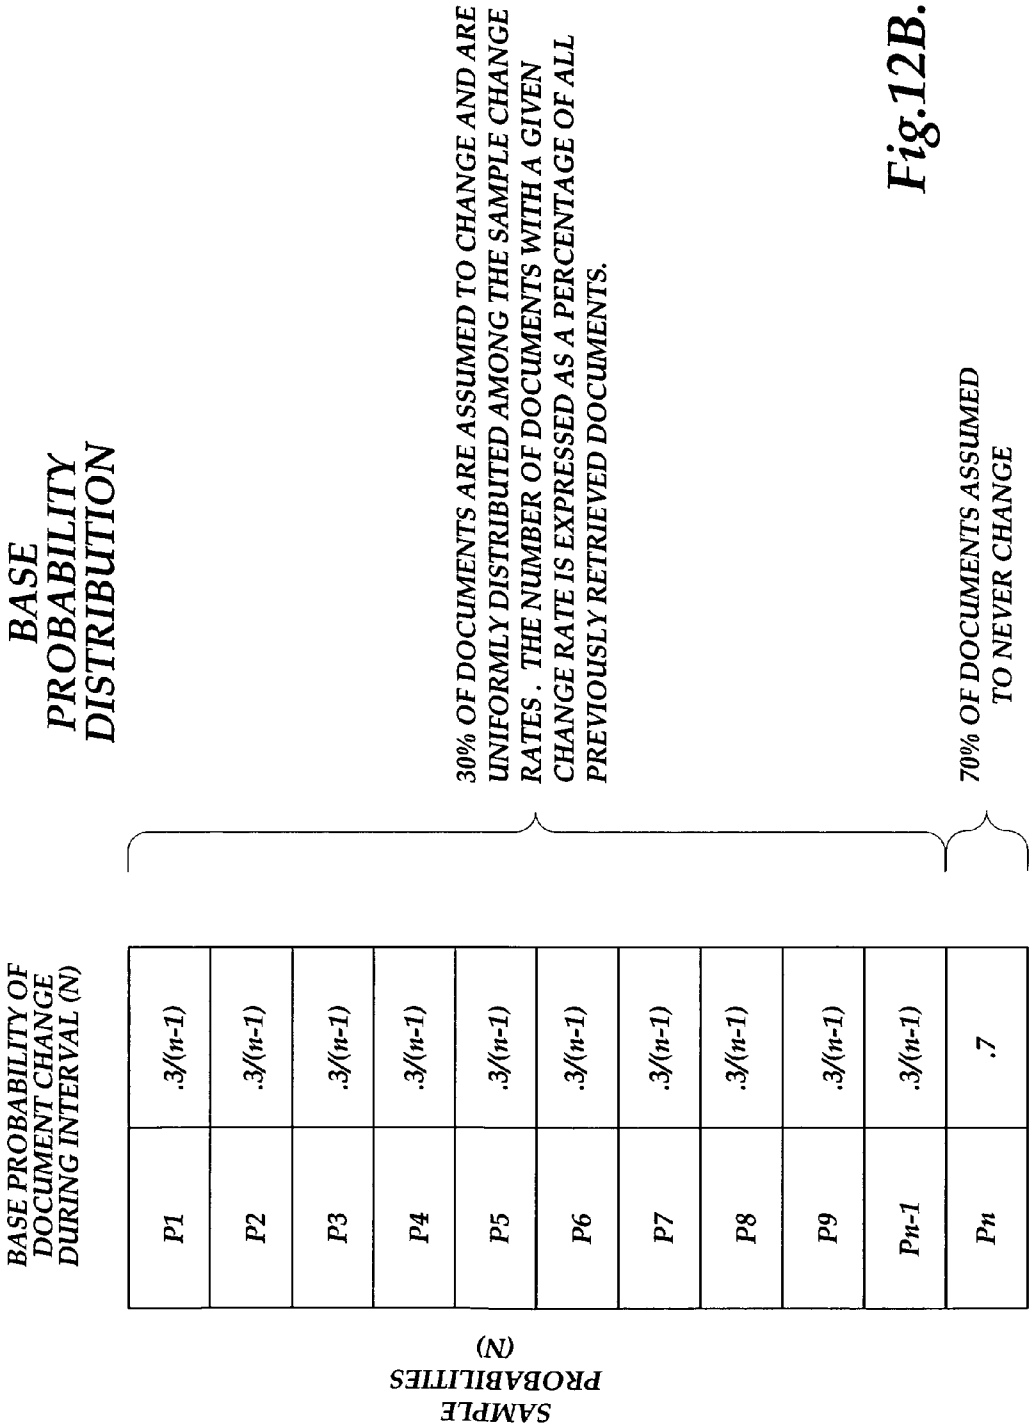 BASE
PROBABILITY
DISTRIBUTION
BASE PROBABILITY OF
DOCUMENT CHANGE
DURING INTERVAL (N)
SAMPLE
PROBABILITIES
(N)
P1 .3/(n-1)
P2 .3/(n-1)
P3 .3/(n-1)
P4 .3/(n-1)
P5 .3/(n-1)
P6 .3/(n-1)
P7 .3/(n-1)
P8 .3/(n-1)
P9 .3/(n-1)
Pn-1 .3/(n-1)
Pn .7
30% OF DOCUMENTS ARE ASSUMED TO CHANGE AND ARE
UNIFORMLY DISTRIBUTED AMONG THE SAMPLE CHANGE
RATES . THE NUMBER OF DOCUMENTS WITH A GIVEN
CHANGE RATE IS EXPRESSED AS A PERCENTAGE OF ALL
PREVIOUSLY RETRIEVED DOCUMENTS.
70% OF DOCUMENTS ASSUMED
TO NEVER CHANGE
Fig.12B.